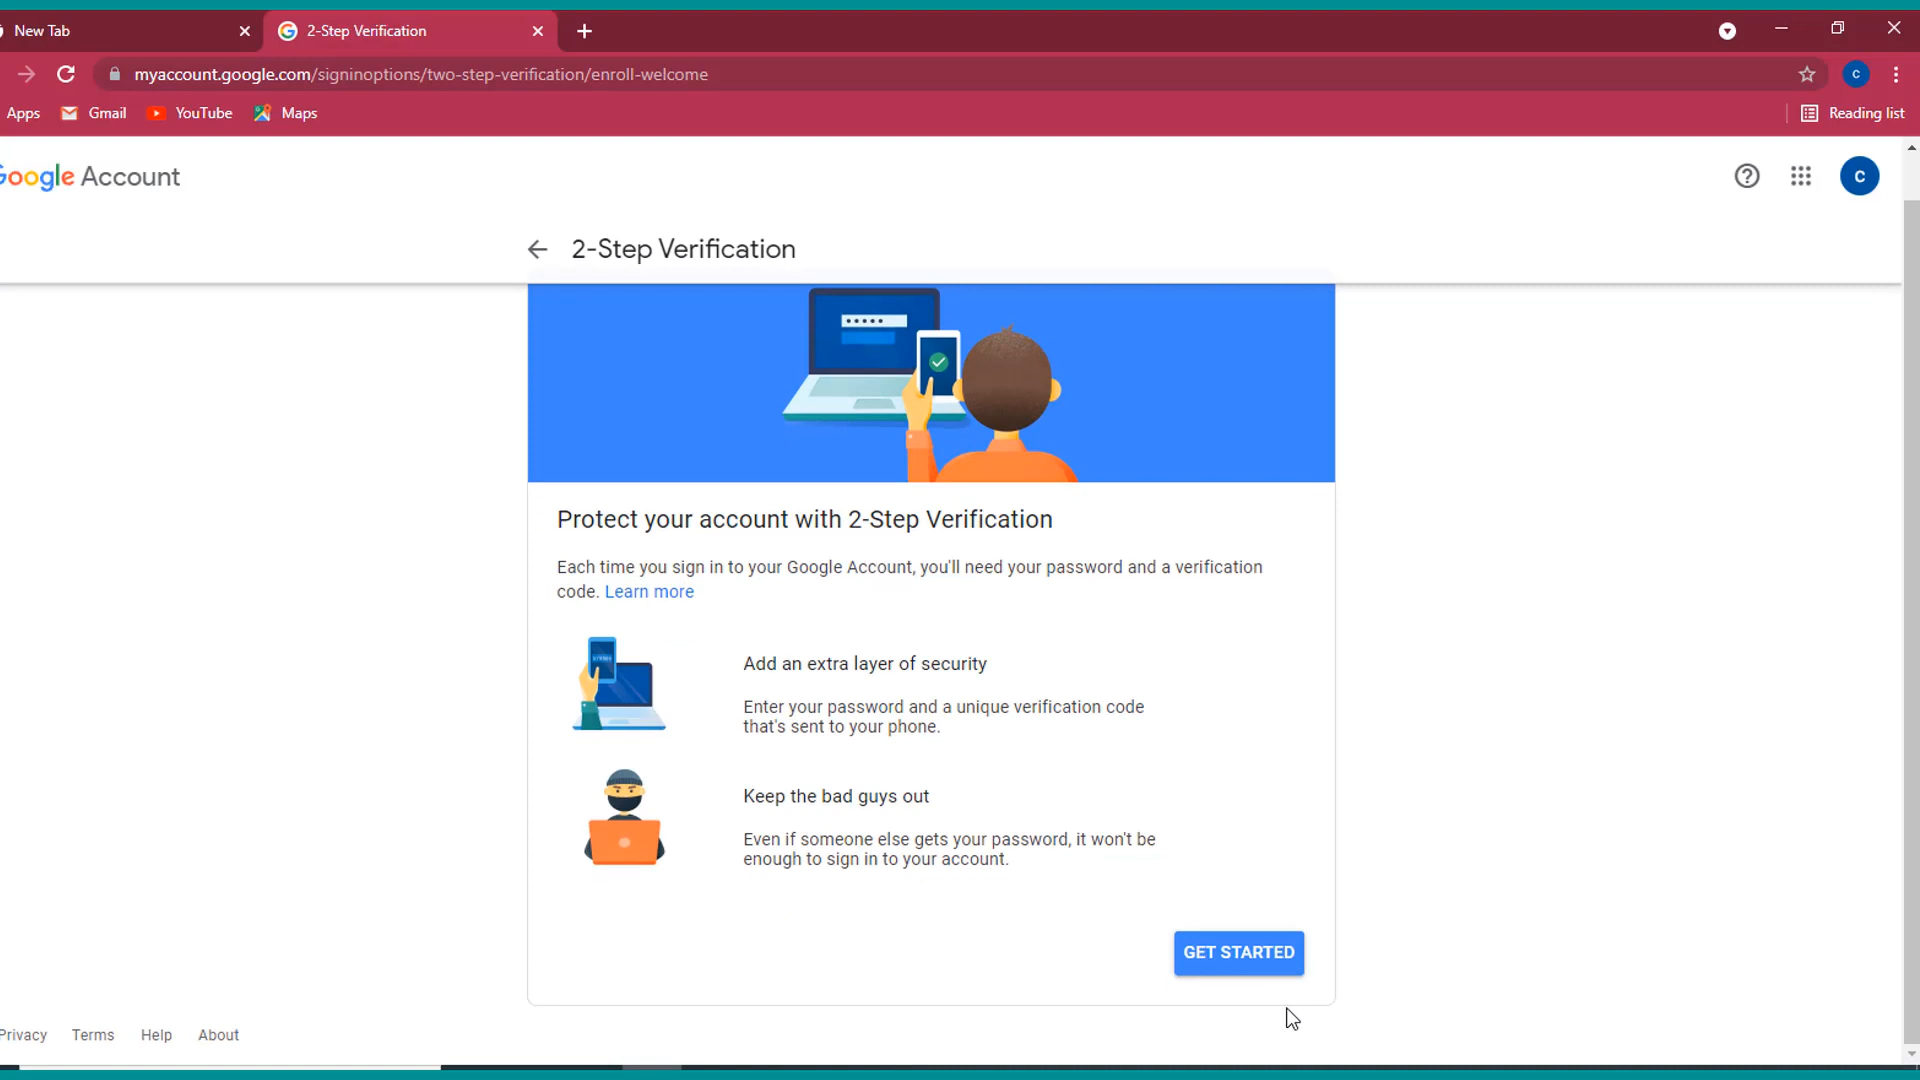 New Tab
2-Step Verification
myaccount.google.com/signinoptions/two-step-verification/enroll-welcome
C
Apps
Gmail
YouTube
Maps
Reading list
Google Account
C
2-Step Verification
Protect your account with 2-Step Verification
Each time you sign in to your Google Account, you'll need your password and a verification
code. Learn more
Add an extra layer of security
Enter your password and a unique verification code
that's sent to your phone.
Keep the bad guys out
Even if someone else gets your password, it won't be
enough to sign in to your account.
GET STARTED
Privacy Terms Help About